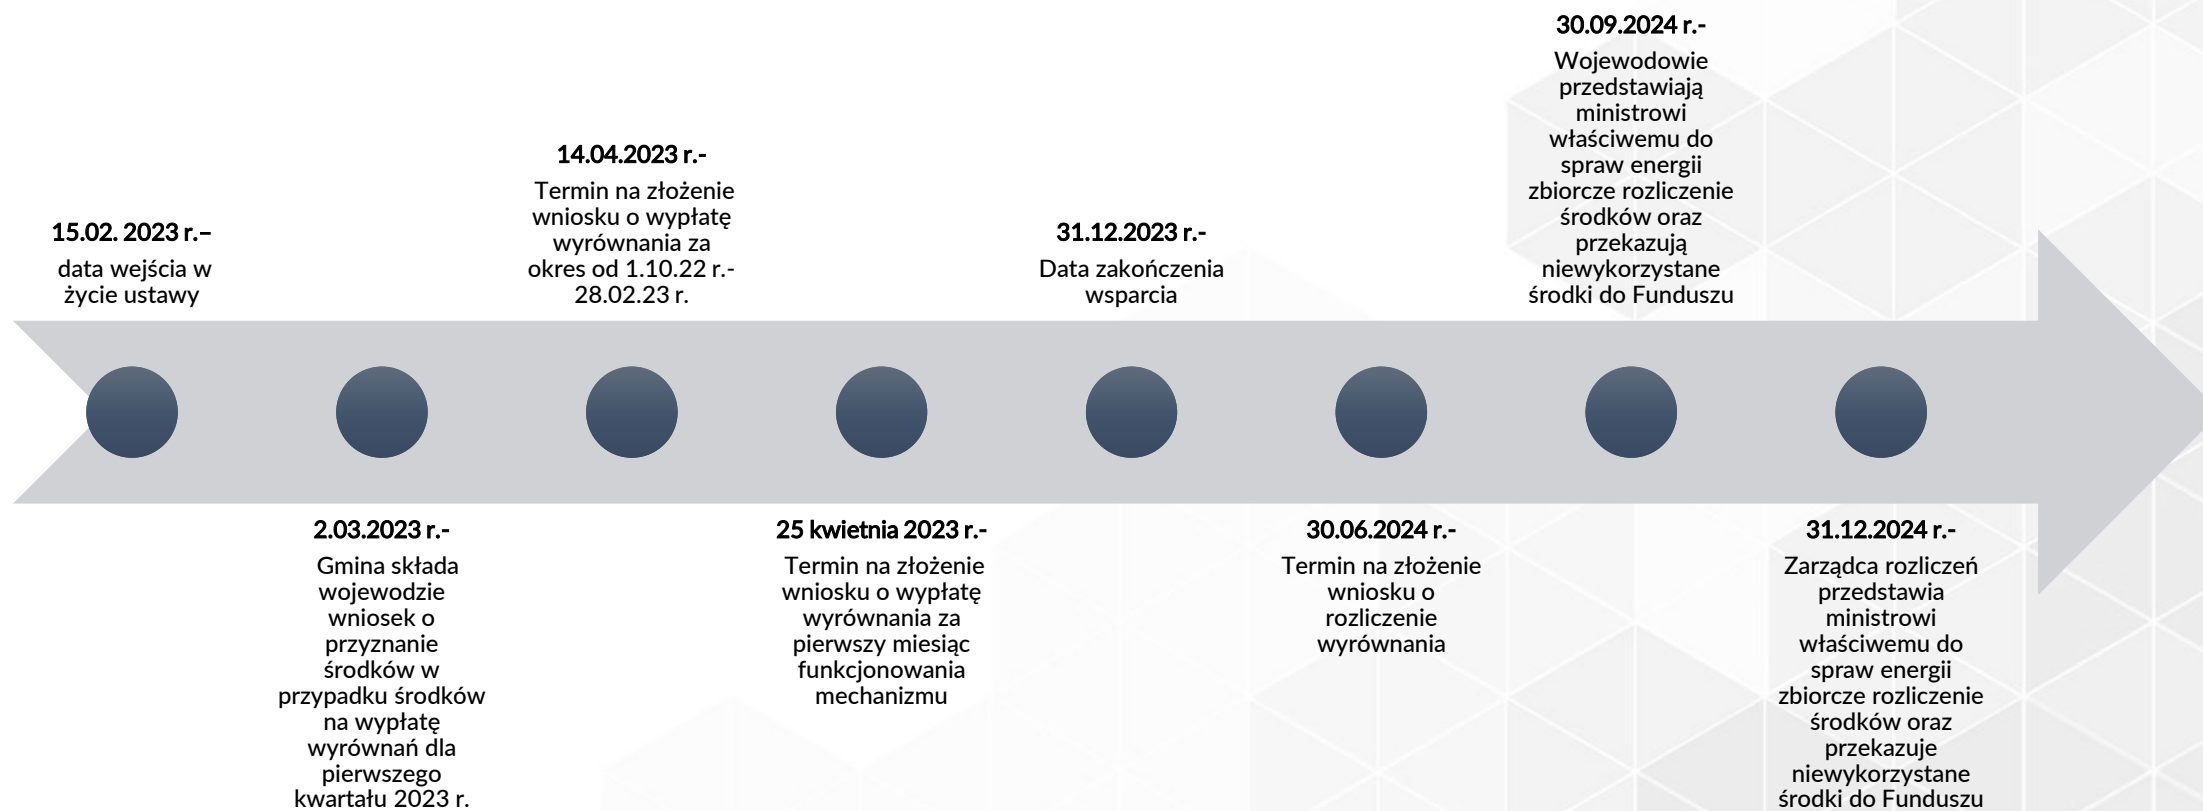 15.02. 2023 r.–
data wejścia w
życie ustawy
2.03.2023 r.-
Gmina składa
wojewodzie
wniosek o
przyznanie
środków w
przypadku środków
na wypłatę
wyrównań dla
pierwszego
kwartału 2023 r.
14.04.2023 r.-
Termin na złożenie
wniosku o wypłatę
wyrównania za
okres od 1.10.22 r.-
28.02.23 r.
25 kwietnia 2023 r.-
Termin na złożenie
wniosku o wypłatę
wyrównania za
pierwszy miesiąc
funkcjonowania
mechanizmu
31.12.2023 r.-
Data zakończenia
wsparcia
30.06.2024 r.-
Termin na złożenie
wniosku o
rozliczenie
wyrównania
30.09.2024 r.-
Wojewodowie
przedstawiają
ministrowi
właściwemu do
spraw energii
zbiorcze rozliczenie
środków oraz
przekazują
niewykorzystane
środki do Funduszu
31.12.2024 r.-
Zarządca rozliczeń
przedstawia
ministrowi
właściwemu do
spraw energii
zbiorcze rozliczenie
środków oraz
przekazuje
niewykorzystane
środki do Funduszu